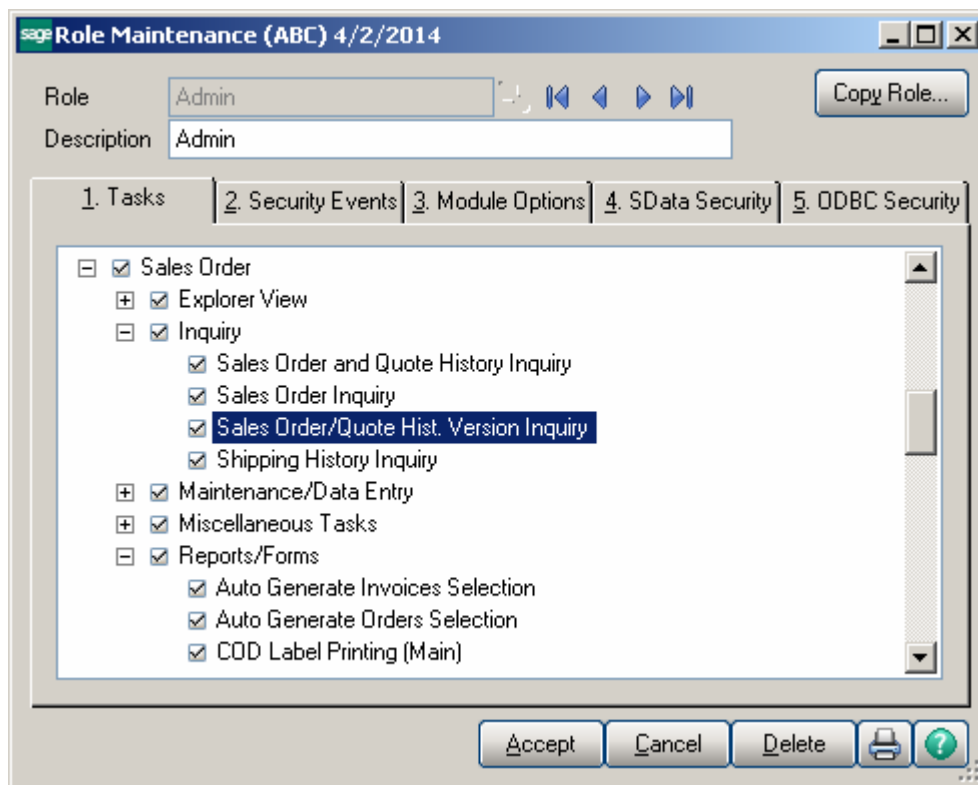 sage Role Maintenance (ABC) 4/2/2014
Role Admin Copy Role...
Description Admin
1. Tasks 2. Security Events 3. Module Options 4. SData Security 5. ODBC Security
Sales Order
Explorer View
Inquiry
Sales Order and Quote History Inquiry
Sales Order Inquiry
Sales Order/Quote Hist. Version Inquiry
Shipping History Inquiry
Maintenance/Data Entry
Miscellaneous Tasks
Reports/Forms
Auto Generate Invoices Selection
Auto Generate Orders Selection
COD Label Printing (Main)
Accept Cancel Delete ?